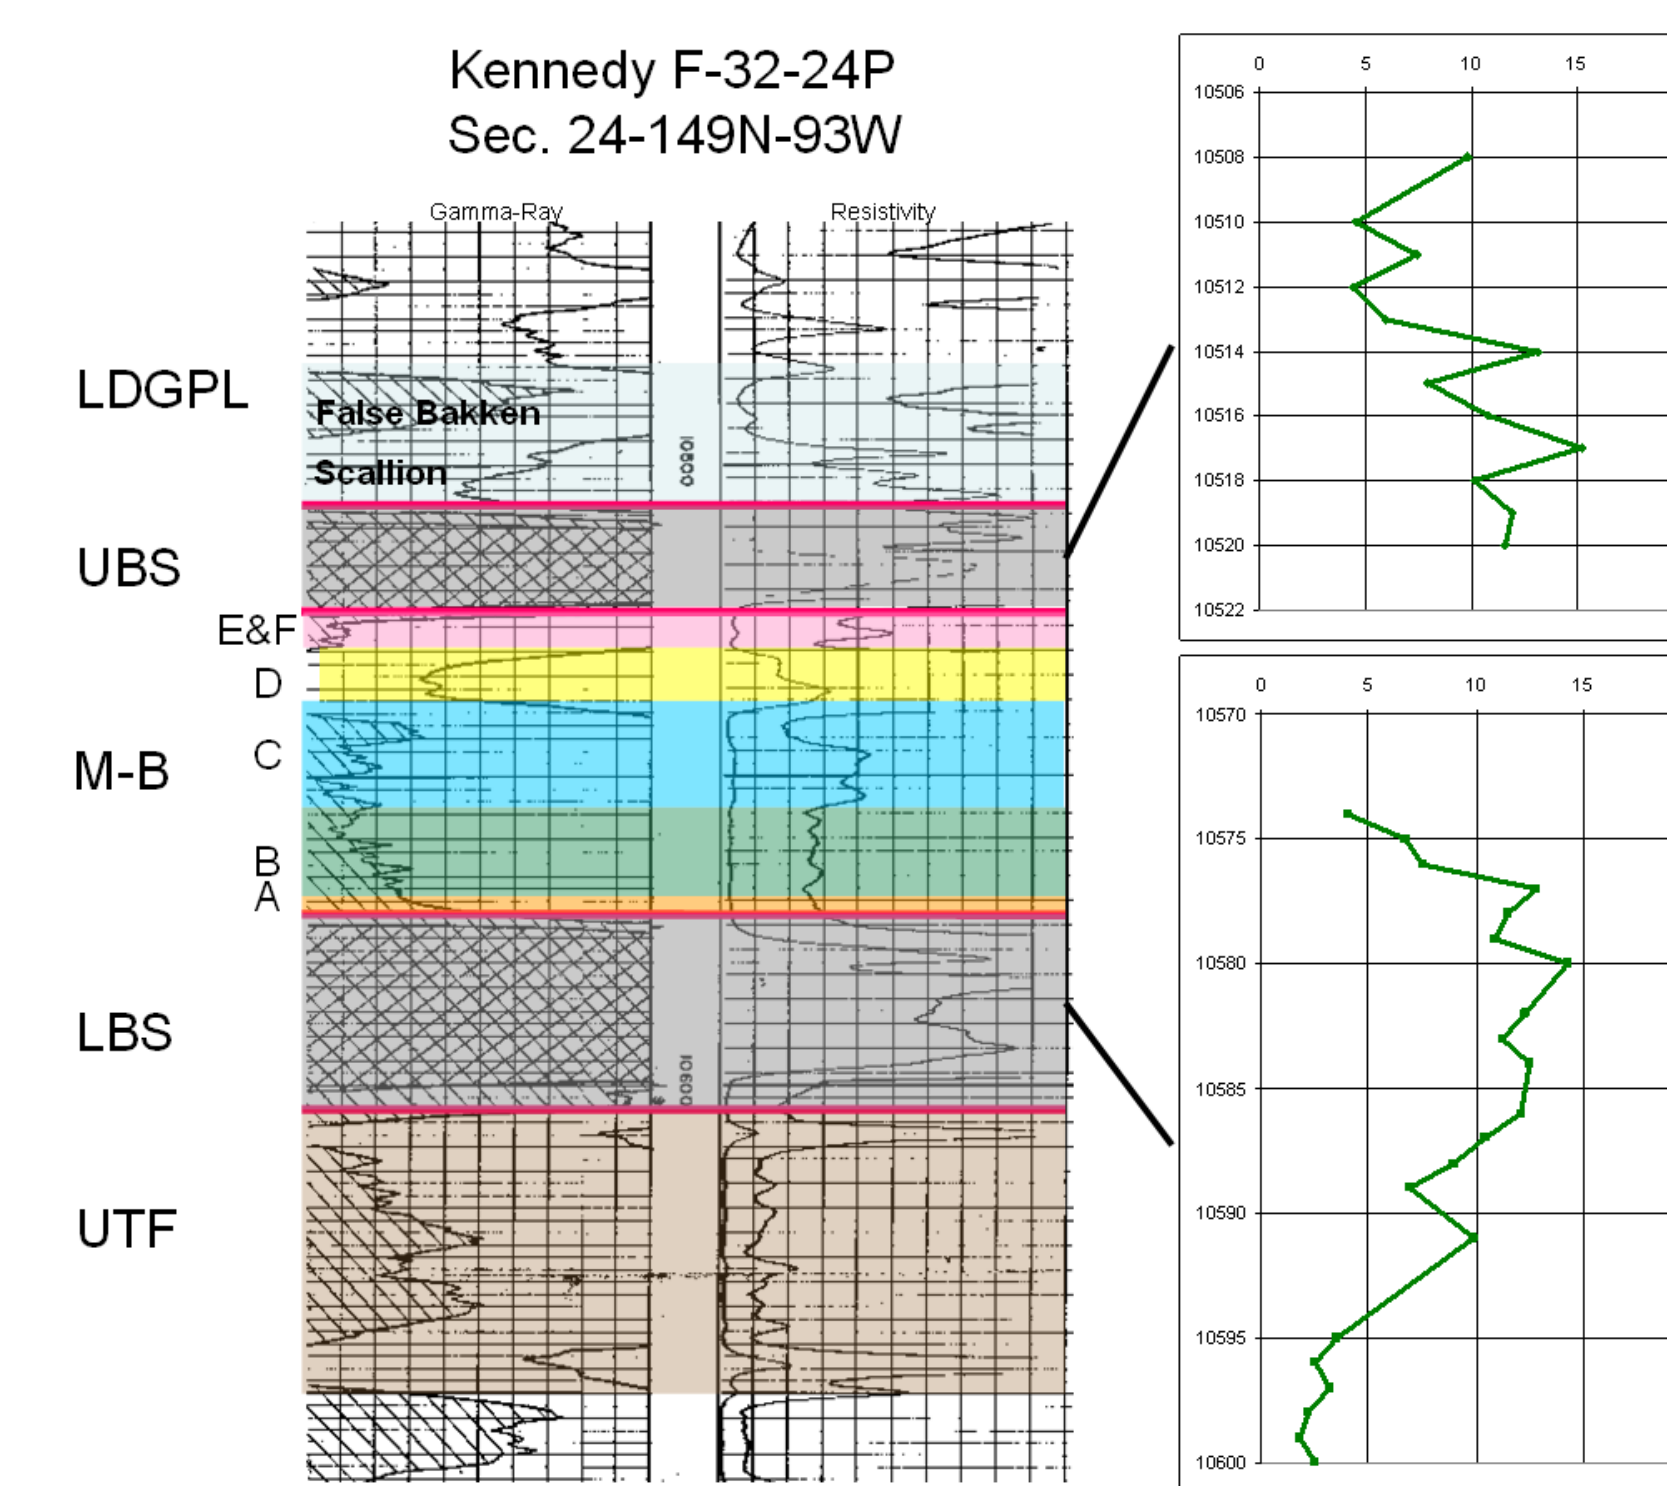 Kennedy F-32-24P
Sec. 24-149N-93W
Gamma-Ray
Resistivity
LDGPL
False Bakken
Scallion
10500
UBS
E&F
D
C
M-B
B
A
LBS
10600
UTF
0 5 10 15
10506
10508
10510
10512
10514
10516
10518
10520
10522
0 5 10 15
10570
10575
10580
10585
10590
10595
10600